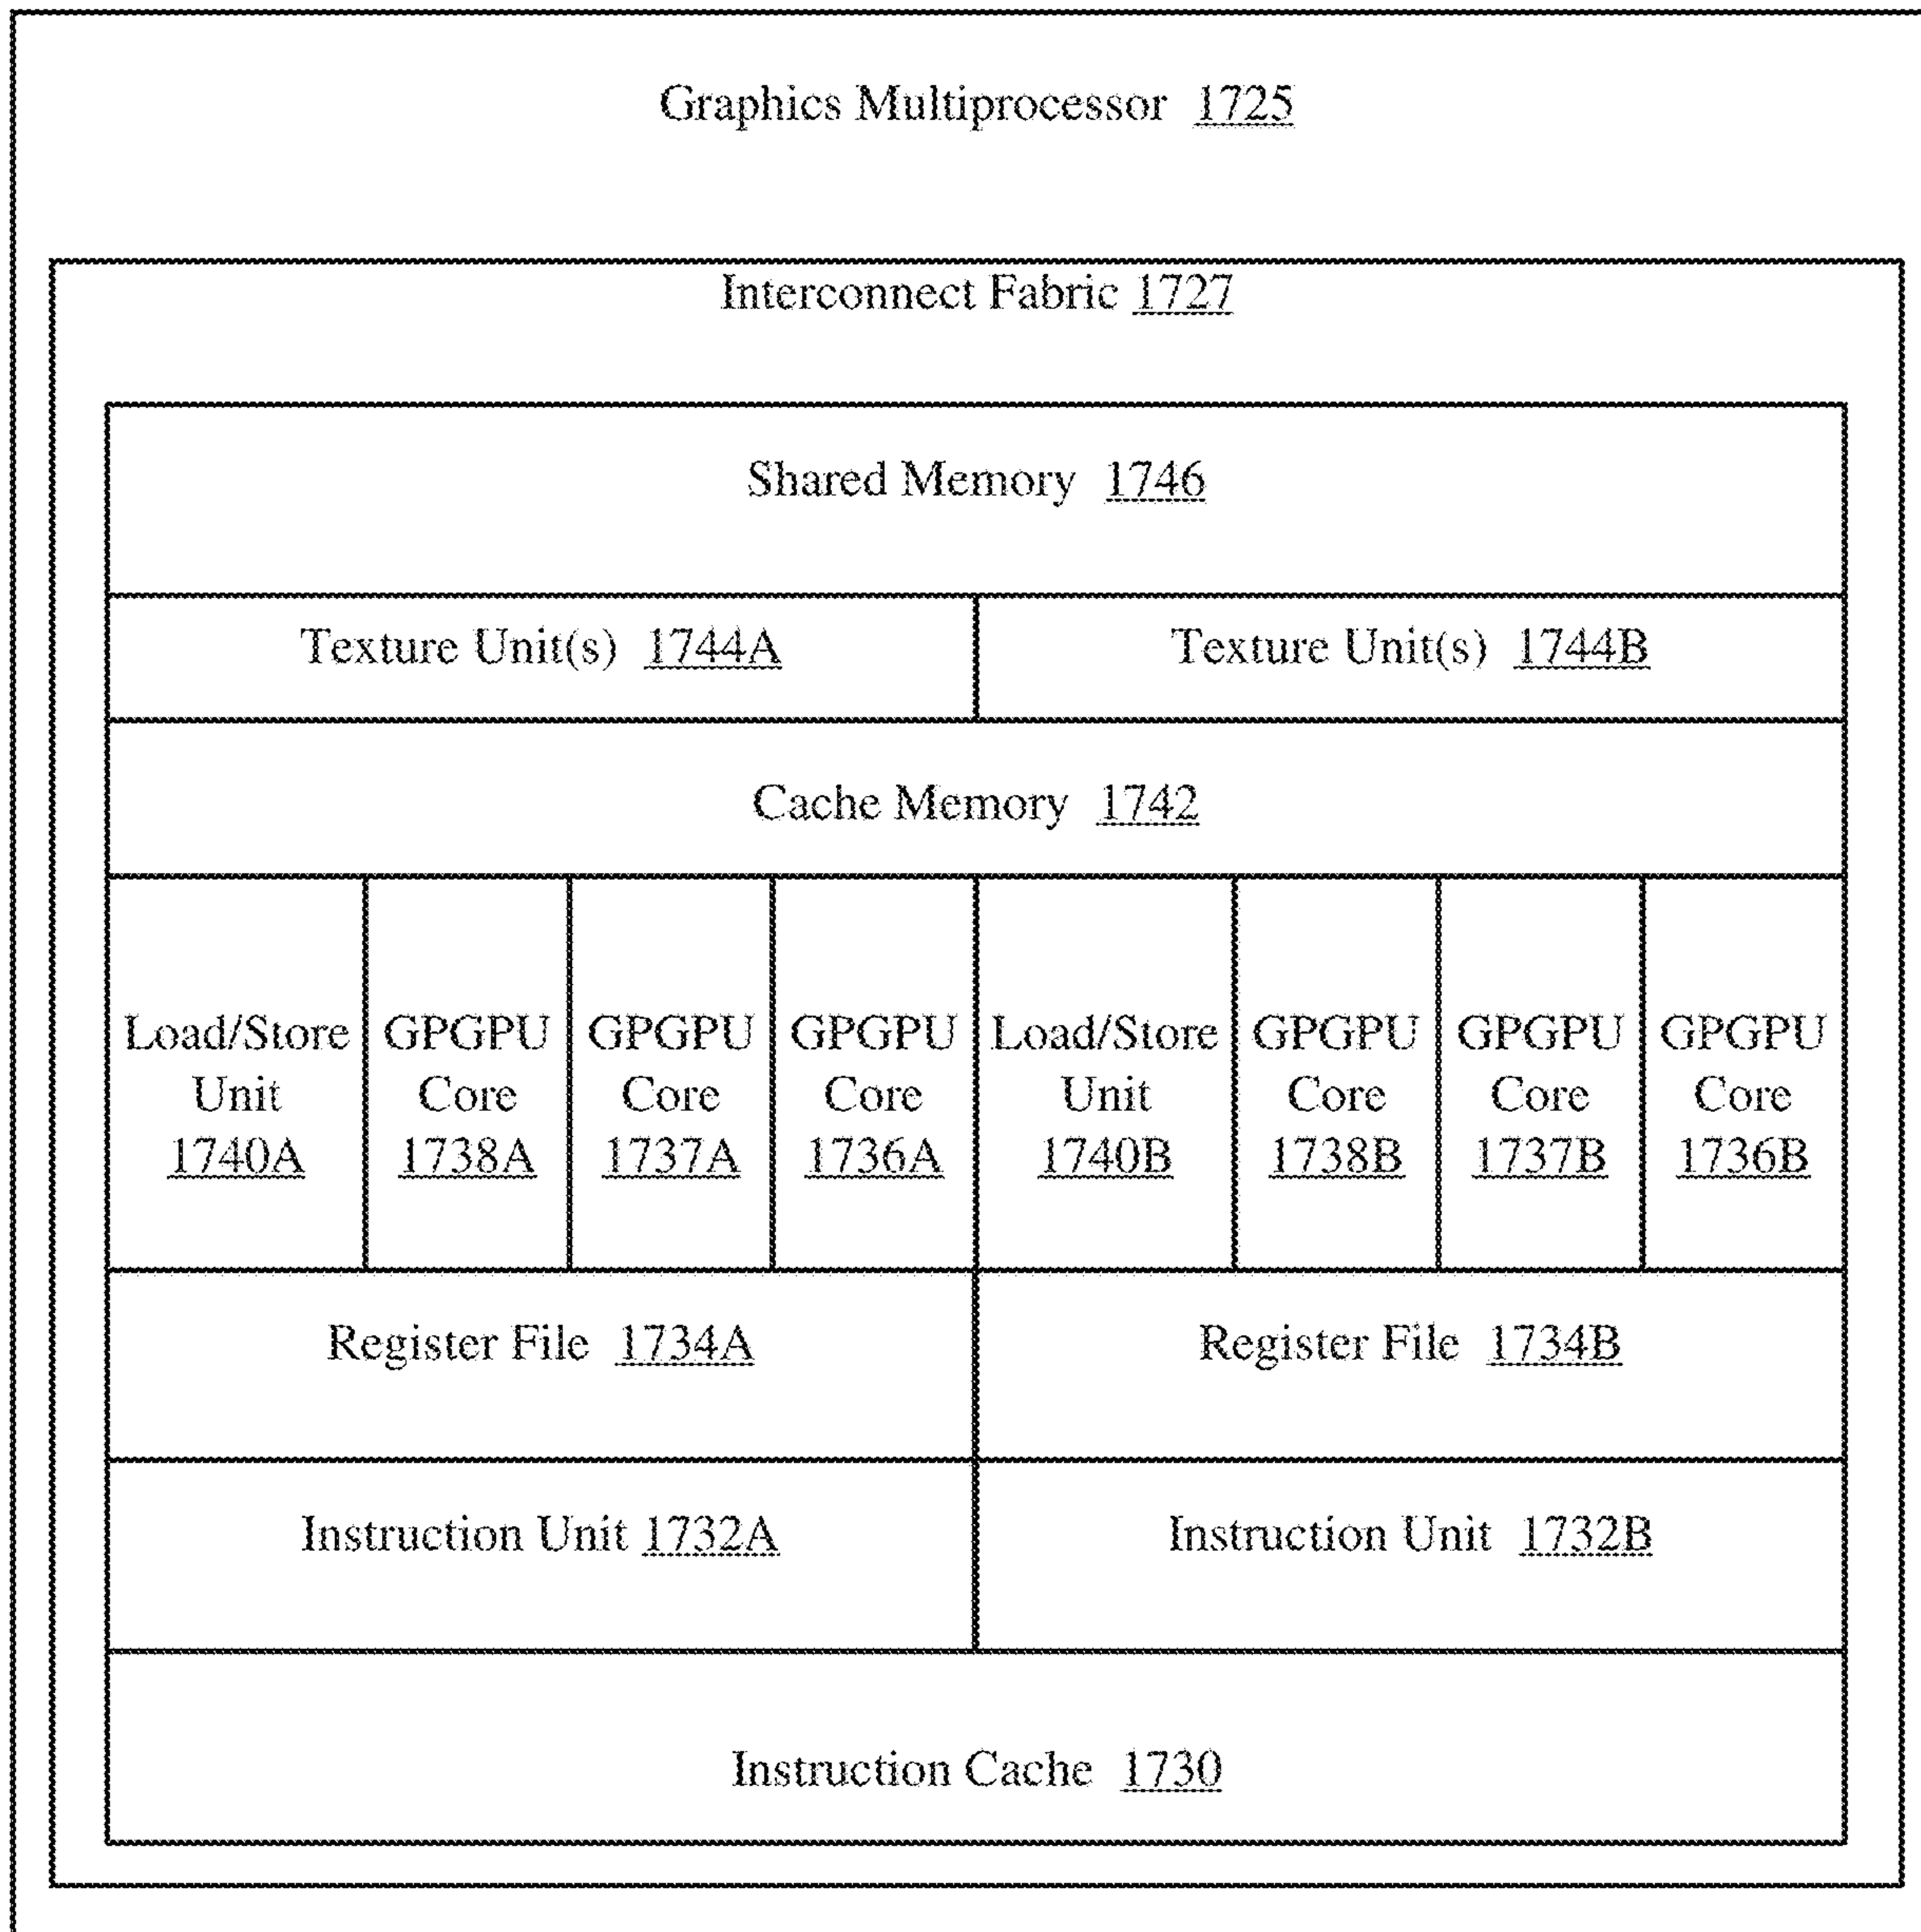 Graphics Multiprocessor 1725
Interconnect Fabric 1727
Shared Memory 1746
Texture Unit(s) 1744A
Texture Unit(s) 1744B
Cache Memory 1742
Load/Store
Unit
1740A
GPGPU
Core
1738A
GPGPU
Core
1737A
GPGPU
Core
1736A
Load/Store
Unit
1740B
GPGPU
Core
1738B
GPGPU
Core
1737B
GPGPU
Core
1736B
Register File 1734A
Register File 1734B
Instruction Unit 1732A
Instruction Unit 1732B
Instruction Cache 1730